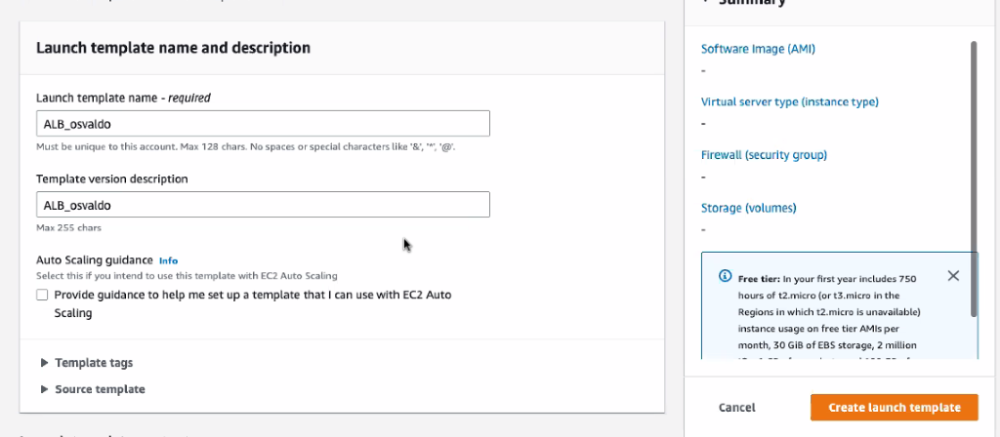 Summary
Launch template name and description
Launch template name - required
ALB_osvaldo
Must be unique to this account. Max 128 chars. No spaces or special characters like '&', '*', '@'.
Template version description
ALB_osvaldo
Max 255 chars
Auto Scaling guidance Info
Select this if you intend to use this template with EC2 Auto Scaling
Provide guidance to help me set up a template that I can use with EC2 Auto
Scaling
Template tags
Source template
Software Image (AMI)
-
Virtual server type (instance type)
-
Firewall (security group)
-
Storage (volumes)
-
Free tier: In your first year includes 750
hours of t2.micro (or t3.micro in the
Regions in which t2.micro is unavailable)
instance usage on free tier AMIs per
month, 30 GiB of EBS storage, 2 million
Cancel
Create launch template